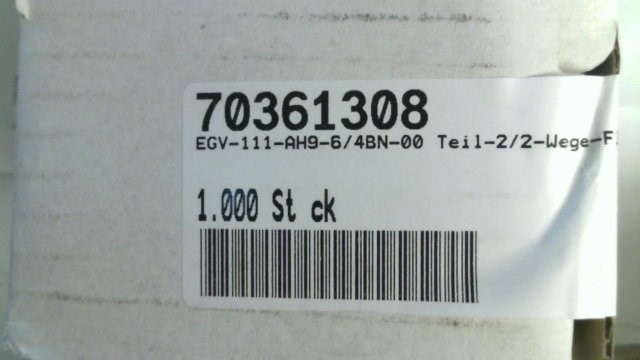 70361308
EGV-111-AH9-6/4BN-00 Teil-2/2-Wege-F
1.000 St ck